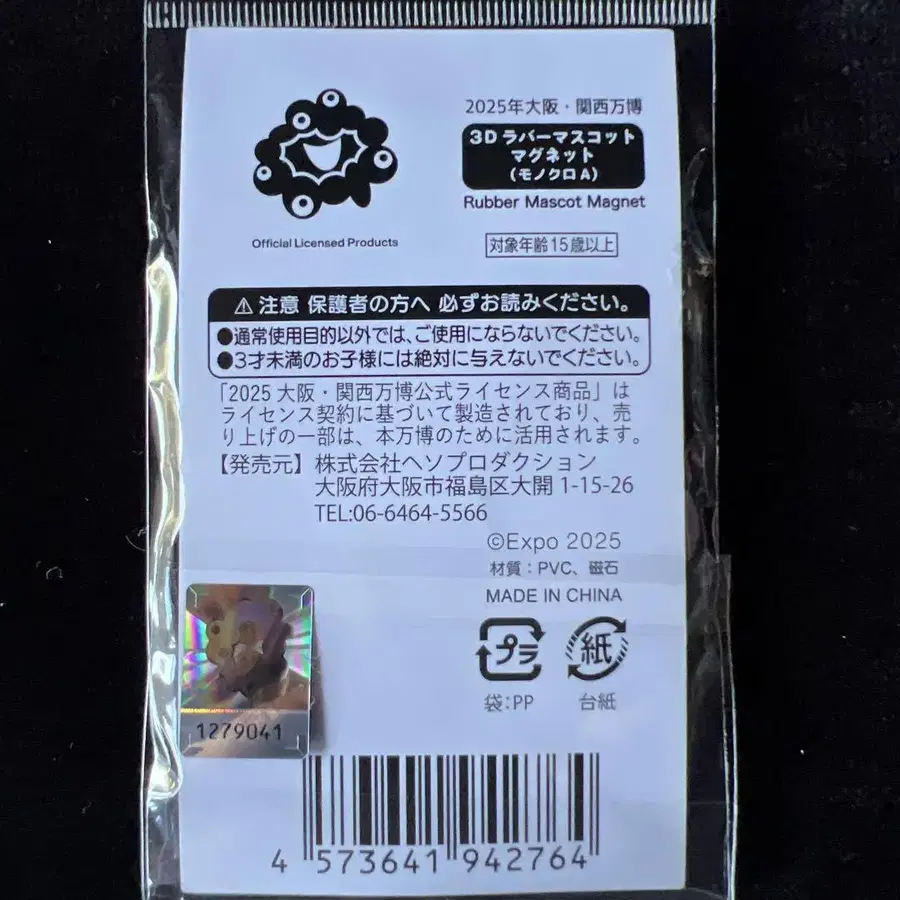 2025年大阪・関西万博
3Dラバーマスコット
マグネット
(モノクロA)
Rubber Mascot Magnet
Official Licensed Products
対象年齢15歳以上
⚠注意 保護者の方へ 必ずお読みください。
●通常使用目的以外では、ご使用にならないでください。
●3才未満のお子様には絶対に与えないでください。
「2025 大阪・関西万博公式ライセンス商品」は
ライセンス契約に基づいて製造されており、売
り上げの一部は、本万博のために活用されます。
【発売元】株式会社ヘソプロダクション
大阪府大阪市福島区大開 1-15-26
TEL:06-6464-5566
©Expo 2025
材質：PVC、磁石
MADE IN CHINA
プラ 紙
袋:PP 台紙
1279041
4 573641 942764